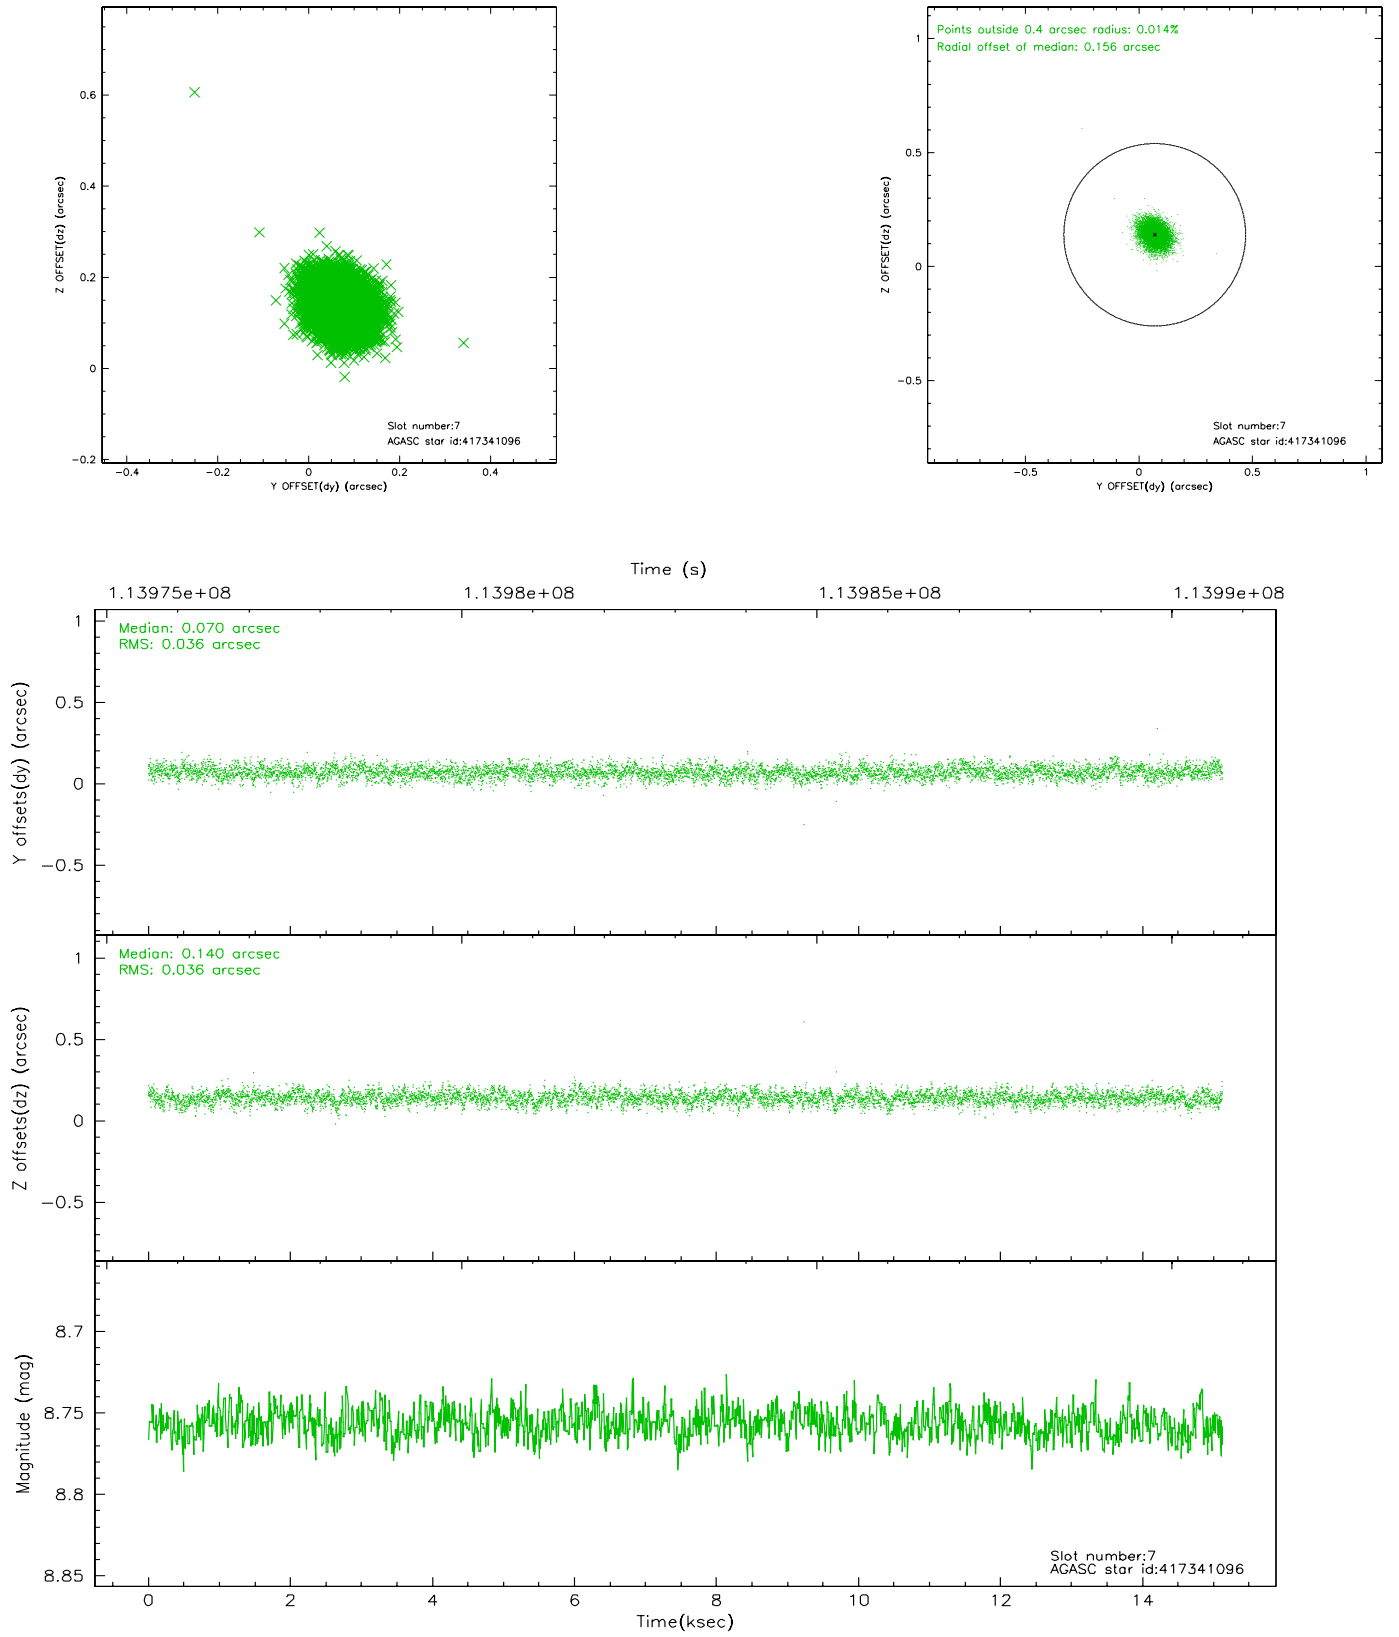 0.6
0.4
0.2
0
−0.2
−0.4
−0.2
0
0.2
0.4
Z OFFSET(dz) (arcsec)
Y OFFSET(dy) (arcsec)
Slot number:7
AGASC star id:417341096
Points outside 0.4 arcsec radius: 0.014%
Radial offset of median: 0.156 arcsec
1
0.5
0
−0.5
−0.5
0
0.5
1
Z OFFSET(dz) (arcsec)
Y OFFSET(dy) (arcsec)
Slot number:7
AGASC star id:417341096
Time (s)
1.13975e+08 1.1398e+08 1.13985e+08 1.1399e+08
Median: 0.070 arcsec
RMS: 0.036 arcsec
1
0.5
0
−0.5
Y offsets(dy) (arcsec)
Median: 0.140 arcsec
RMS: 0.036 arcsec
1
0.5
0
−0.5
Z offsets(dz) (arcsec)
8.7
8.75
8.8
8.85
Magnitude (mag)
Slot number:7
AGASC star id:417341096
0 2 4 6 8 10 12 14
Time(ksec)